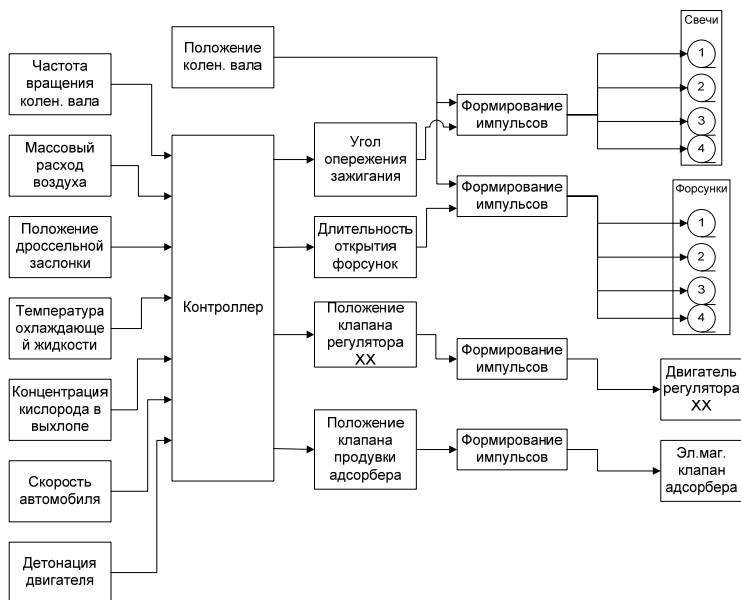 Частота
вращения
колен. вала
Массовый
расход
воздуха
Положение
дроссельной
заслонки
Температура
охлаждающе
й жидкости
Концентрация
кислорода в
выхлопе
Скорость
автомобиля
Детонация
двигателя
Положение
колен. вала
Контроллер
Угол
опережения
зажигания
Длительность
открытия
форсунок
Положение
клапана
регулятора
ХХ
Положение
клапана
продувки
адсорбера
Формирование
импульсов
Формирование
импульсов
Формирование
импульсов
Формирование
импульсов
Свечи
1
2
3
4
Форсунки
1
2
3
4
Двигатель
регулятора
ХХ
Эл.маг.
клапан
адсорбера